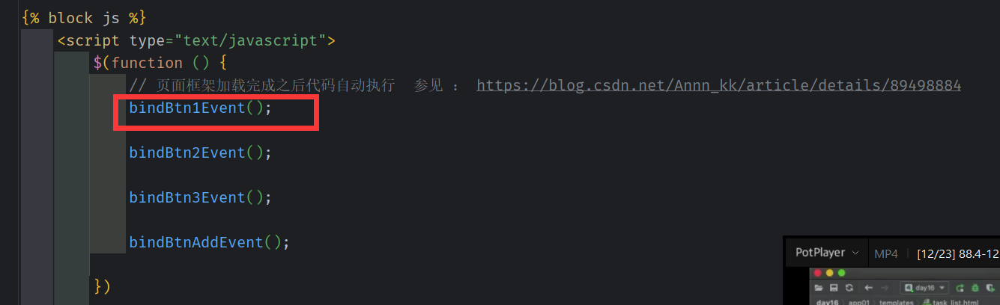 {% block js %}
<script type="text/javascript">
$(function () {
// 页面框架加载完成之后代码自动执行 参见 ： https://blog.csdn.net/Annn_kk/article/details/89498884
bindBtn1Event();
bindBtn2Event();
bindBtn3Event();
bindBtnAddEvent();
})
PotPlayer MP4 [12/23] 88.4-12
day16
day16 app01 templates task_list.html